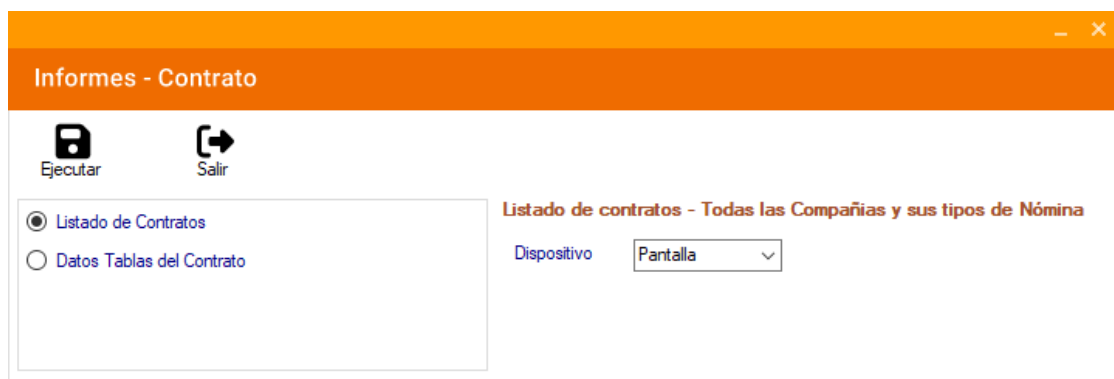 Informes - Contrato
Ejecutar
Salir
Listado de Contratos
Datos Tablas del Contrato
Listado de contratos - Todas las Compañias y sus tipos de Nómina
Dispositivo
Pantalla